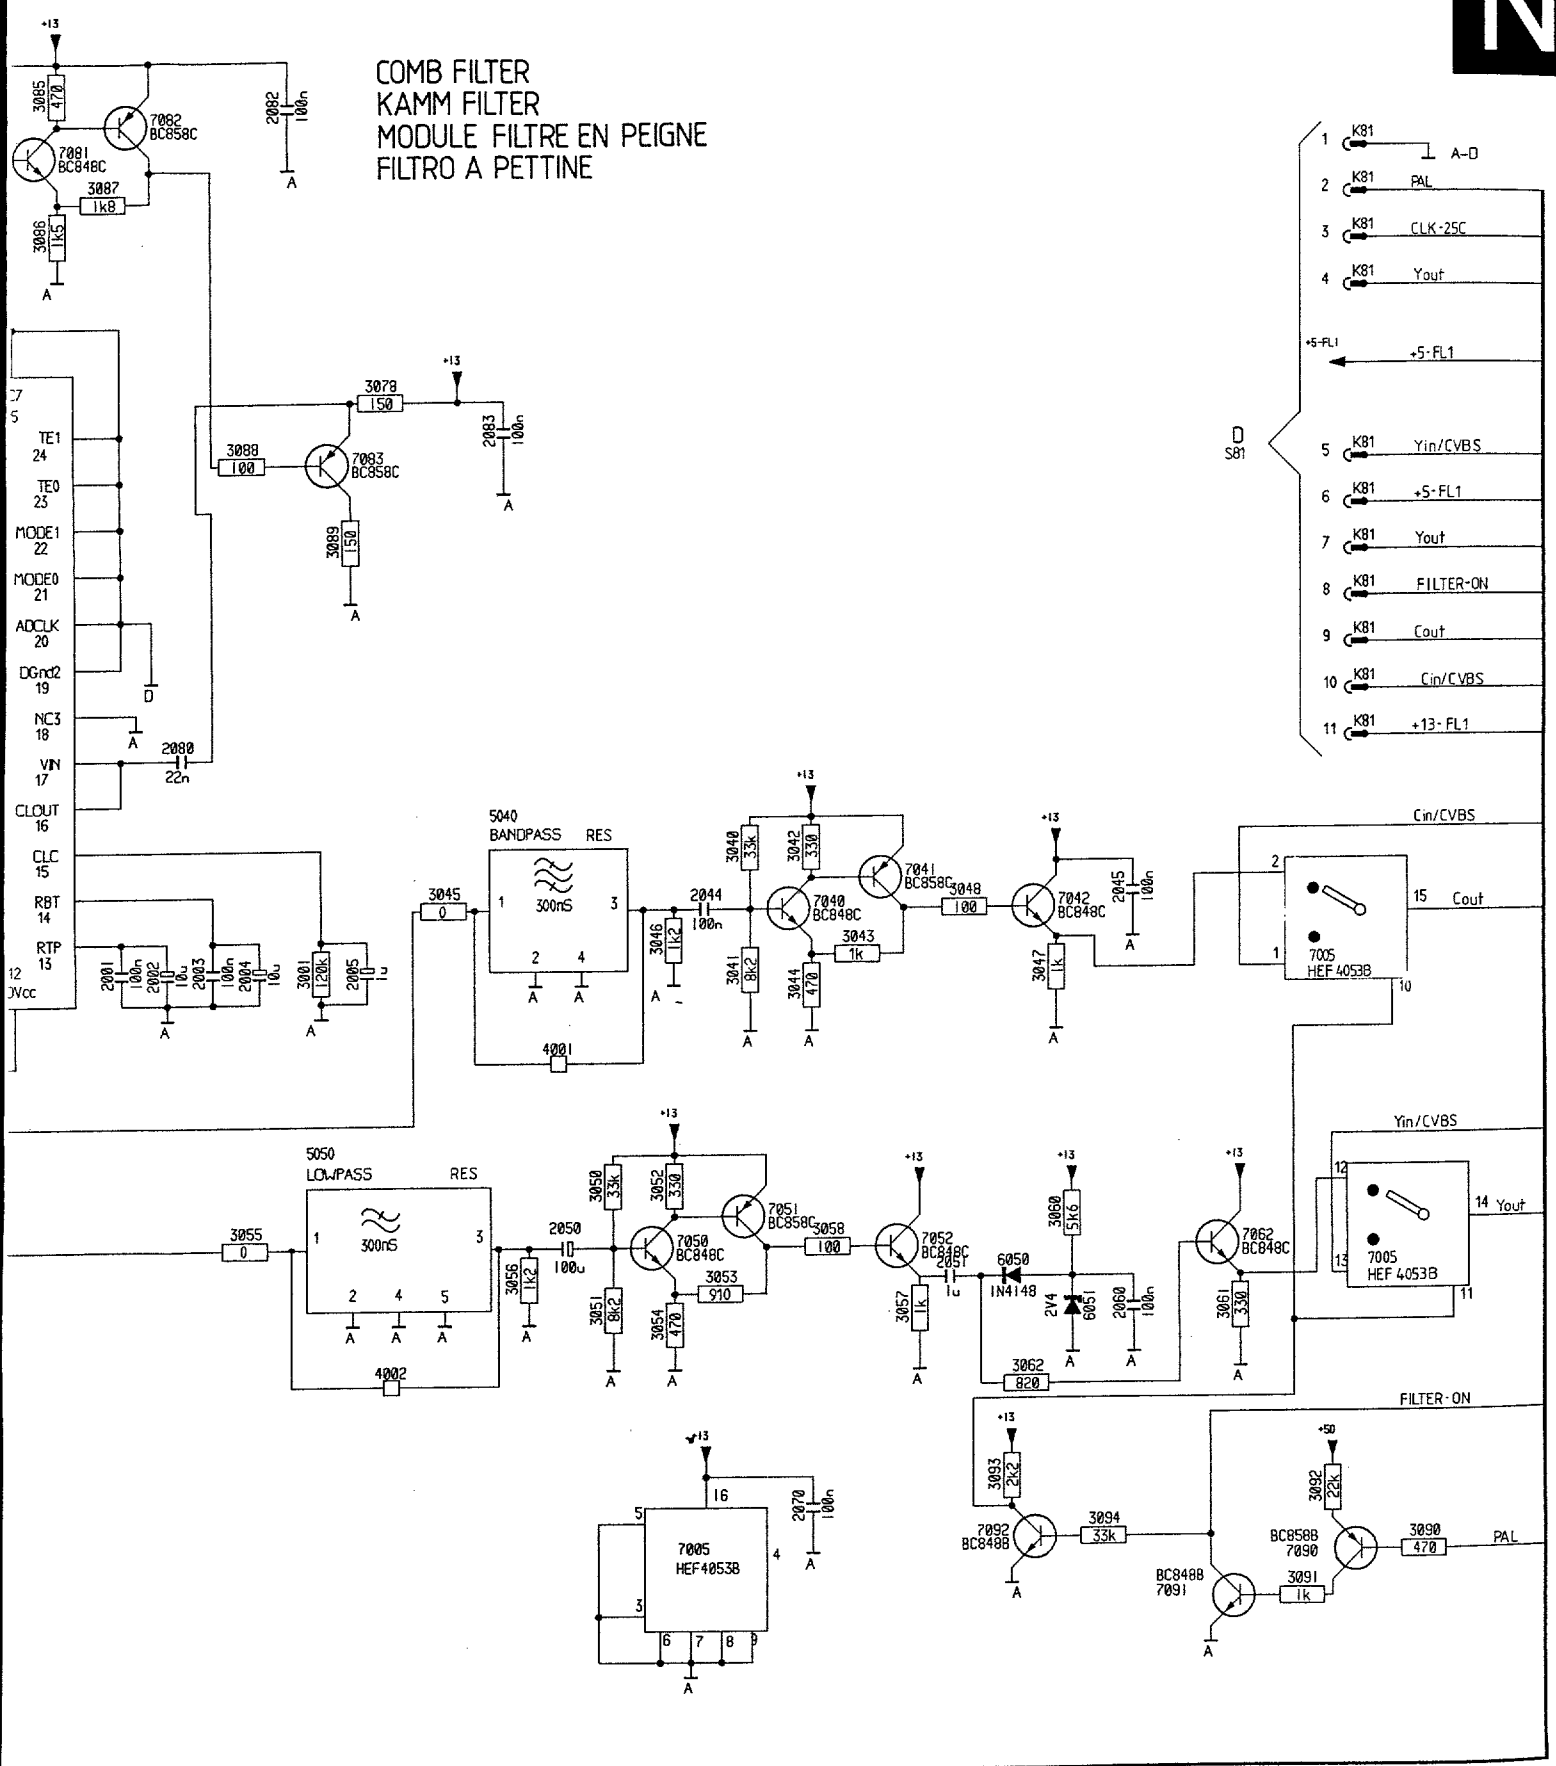 N
+13
3085
470
7082
BC858C
2082
100n
7081
BC848C
3087
1k8
3086
1k5
A
A
COMB FILTER
KAMM FILTER
MODULE FILTRE EN PEIGNE
FILTRO A PETTINE
1 K81 A-D
2 K81 PAL
3 K81 CLK-25C
4 K81 Yout
+5-FL1 +5-FL1
D
S81
5 K81 Yin/CVBS
6 K81 +5-FL1
7 K81 Yout
8 K81 FILTER-ON
9 K81 Cout
10 K81 Cin/CVBS
11 K81 +13-FL1
+13
3078
150
2083
100n
A
3088
100
7083
BC858C
3089
150
A
TE1
24
TE0
23
MODE1
22
MODE0
21
ADCLK
20
DGnd2
19
D
NC3
18
A
VIN
17
2080
22n
CLOUT
16
CLC
15
RBT
14
RTP
13
12
2001
100n
2002
10u
2003
100n
2004
10u
A
3001
120k
2005
1u
A
3045
0
5040
BANDPASS RES
300nS
1
3
2
4
A
A
4001
3046
1k2
A
2044
100n
3040
33k
3041
8k2
A
+13
3042
330
7040
BC848C
7041
BC858C
3043
1k
3044
470
A
3048
100
+13
7042
BC848C
2045
100n
A
3047
1k
A
Cin/CVBS
2
1
15 Cout
7005
HEF 4053B
10
3055
0
5050
LOWPASS RES
300nS
1
3
2
4
5
A
A
A
4002
3056
1k2
A
2050
100u
3050
33k
3051
8k2
A
+13
3052
330
7050
BC848C
7051
BC858C
3053
910
3054
470
A
3058
100
+13
7052
BC848C
2051
1u
3057
1k
A
6050
1N4148
+13
3060
5k6
2V4
6051
A
2060
100n
A
3062
820
+13
7062
BC848C
3061
330
A
Yin/CVBS
12
13
14 Yout
7005
HEF 4053B
11
FILTER-ON
+13
3093
2k2
7092
BC848B
A
3094
33k
BC848B
7091
A
3091
1k
+5D
3092
22k
BC858B
7090
3090
470
PAL
+13
16
2070
100n
A
5
3
4
7005
HEF4053B
6
7
8
9
A